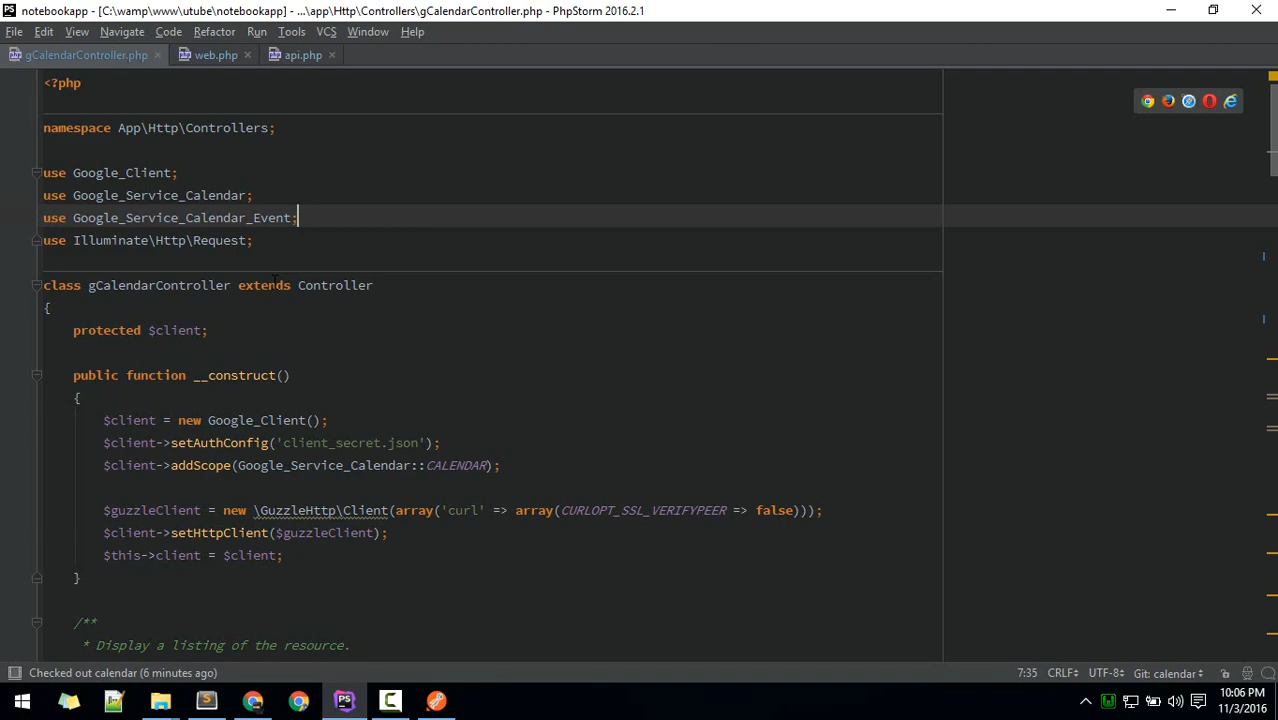 notebookapp - [C:\wamp\www\utube\notebookapp] - ...\app\Http\Controllers\gCalendarController.php - PhpStorm 2016.2.1
File Edit View Navigate Code Refactor Run Tools VCS Window Help
gCalendarController.php web.php api.php
<?php
namespace App\Http\Controllers;
use Google_Client;
use Google_Service_Calendar;
use Google_Service_Calendar_Event;
use Illuminate\Http\Request;
class gCalendarController extends Controller
{
protected $client;
public function __construct()
{
$client = new Google_Client();
$client->setAuthConfig('client_secret.json');
$client->addScope(Google_Service_Calendar::CALENDAR);
$guzzleClient = new \GuzzleHttp\Client(array('curl' => array(CURLOPT_SSL_VERIFYPEER => false)));
$client->setHttpClient($guzzleClient);
$this->client = $client;
}
/**
* Display a listing of the resource.
Checked out calendar (6 minutes ago) 7:35 CRLF UTF-8 Git: calendar
10:06 PM
11/3/2016